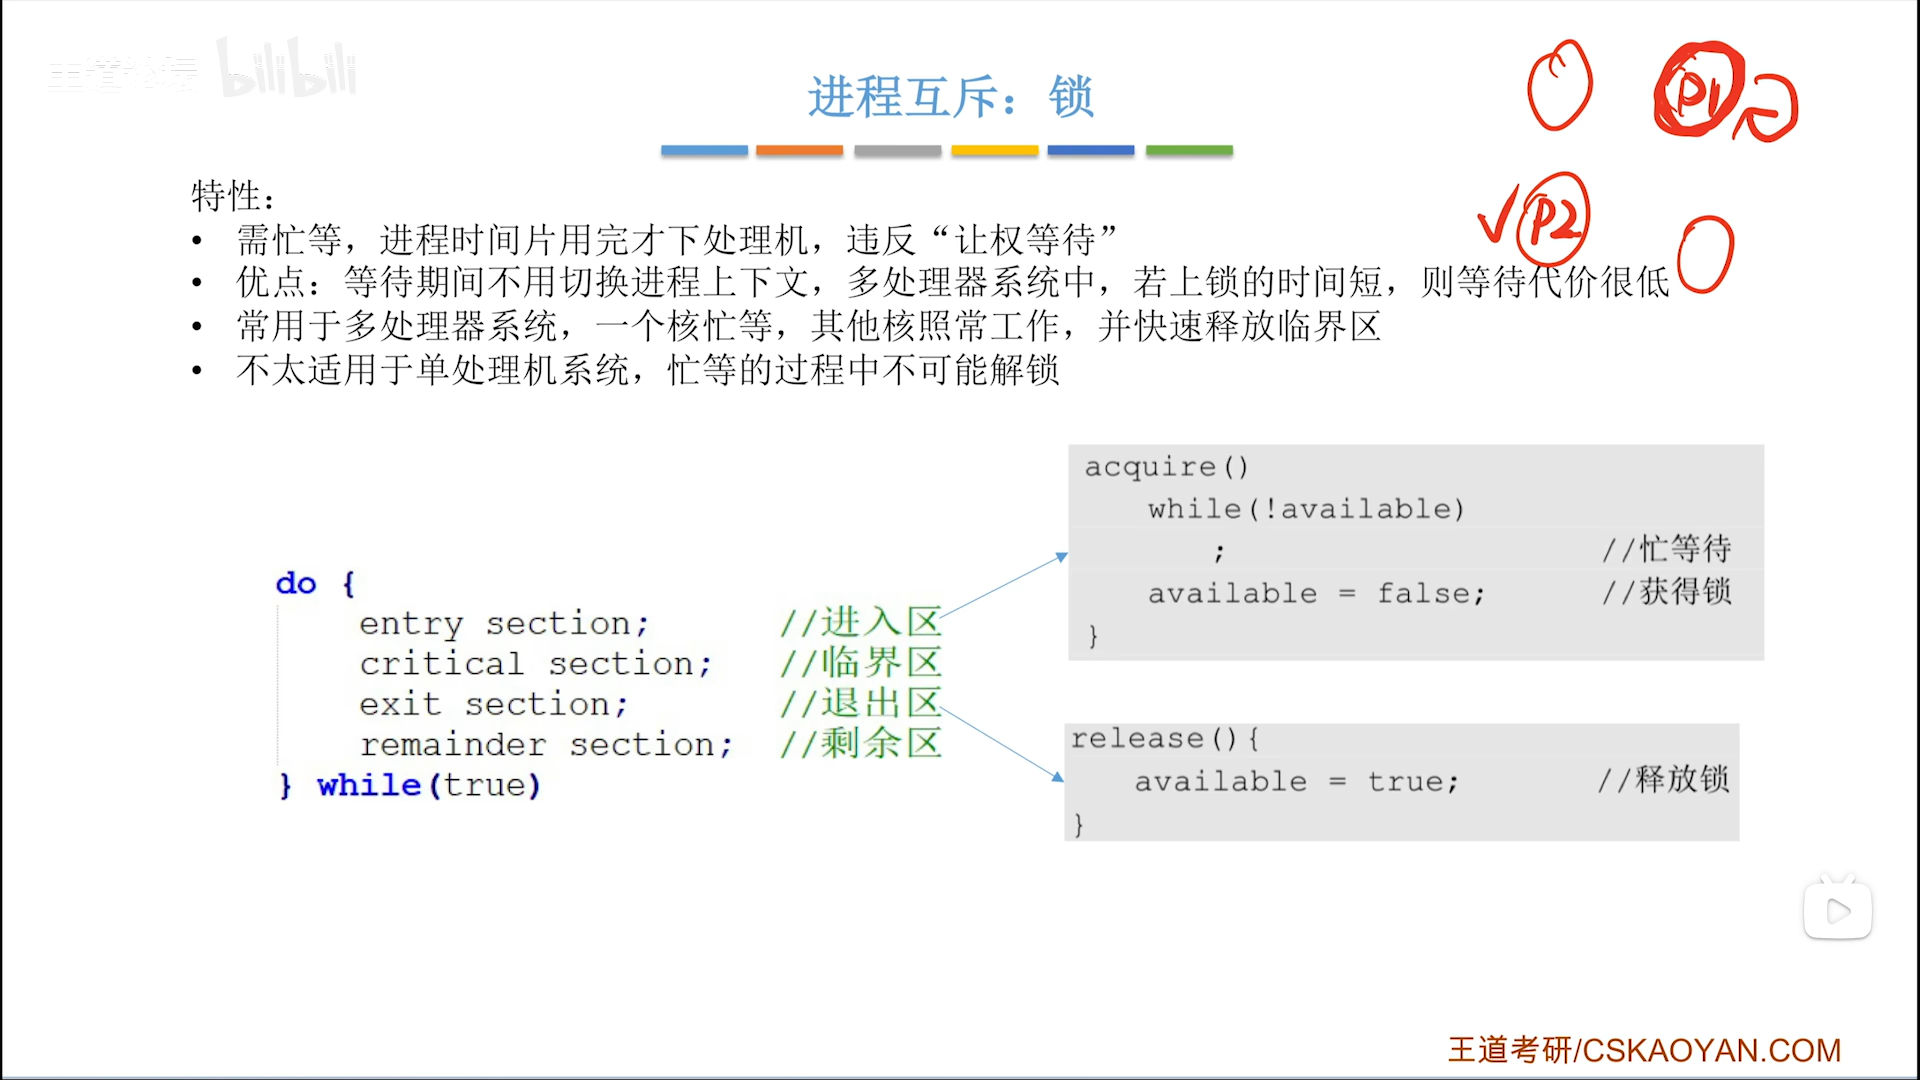 王道论坛 bilibili
进程互斥：锁
P1
P2
特性：
• 需忙等，进程时间片用完才下处理机，违反“让权等待”
• 优点：等待期间不用切换进程上下文，多处理器系统中，若上锁的时间短，则等待代价很低
• 常用于多处理器系统，一个核忙等，其他核照常工作，并快速释放临界区
• 不太适用于单处理机系统，忙等的过程中不可能解锁
do {
entry section; //进入区
critical section; //临界区
exit section; //退出区
remainder section; //剩余区
} while(true)
acquire()
while(!available)
; //忙等待
available = false; //获得锁
}
release(){
available = true; //释放锁
}
王道考研/CSKAOYAN.COM